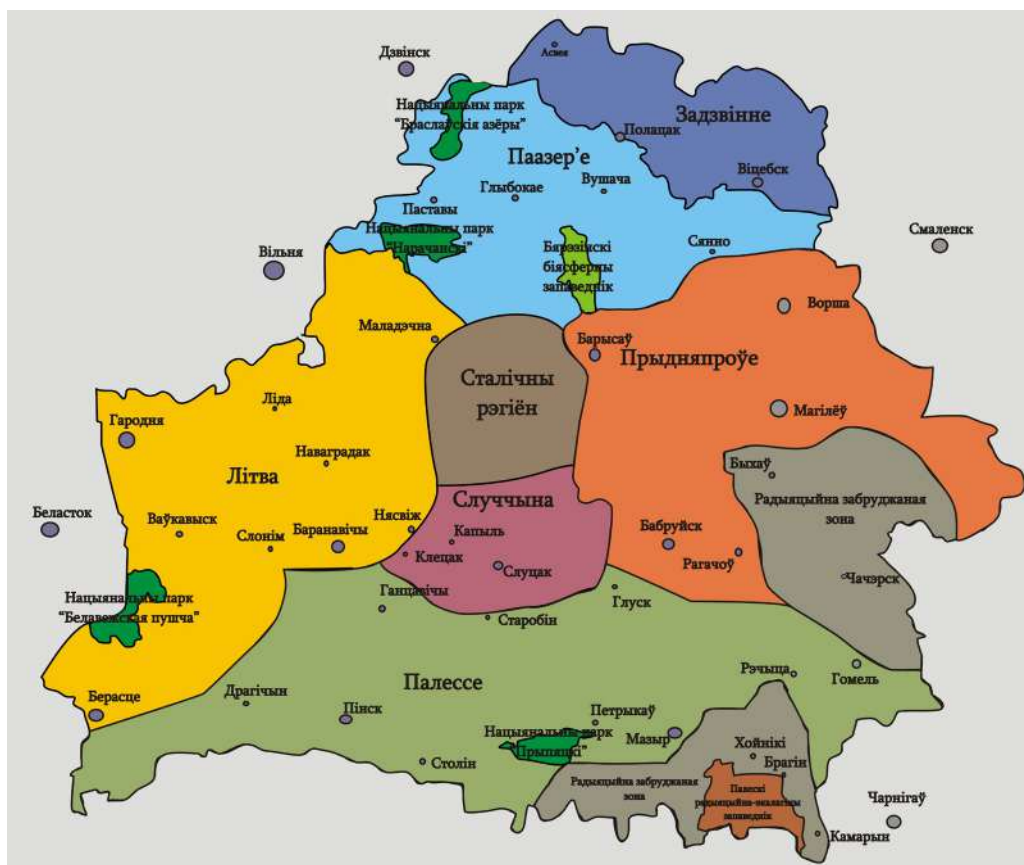 Асвея
Дзвінск
Нацыянальны парк
"Браслаўскія азёры"
Задзвінне
Полацак
Паазер'е
Віцебск
Глыбокае
Вушача
Паставы
Нацыянальны парк
"Нарачанскі"
Бярэзінскі
біясферны
запаведнік
Сянно
Смаленск
Вільня
Ворша
Маладэчна
Барысаў
Прыдняпроўе
Сталічны
рэгіён
Ліда
Магілёў
Гародня
Наваградак
Быхаў
Літва
Случчына
Радыяцыйна забруджаная
зона
Беласток
Ваўкавыск
Слонім
Баранавічы
Нясвіж
Капыль
Клецак
Слуцак
Бабруйск
Рагачоў
Чачэрск
Нацыянальны парк
"Белавежская пушча"
Ганцавічы
Старобін
Глуск
Рэчыца
Гомель
Палессе
Берасце
Драгічын
Пінск
Петрыкаў
Нацыянальны парк
"Прыпяцкі"
Мазыр
Столін
Хойнікі
Брагін
Радыяцыйна забруджаная
зона
радыяцыйна-экалагічны
запаведнік
Чарнігаў
Камарын